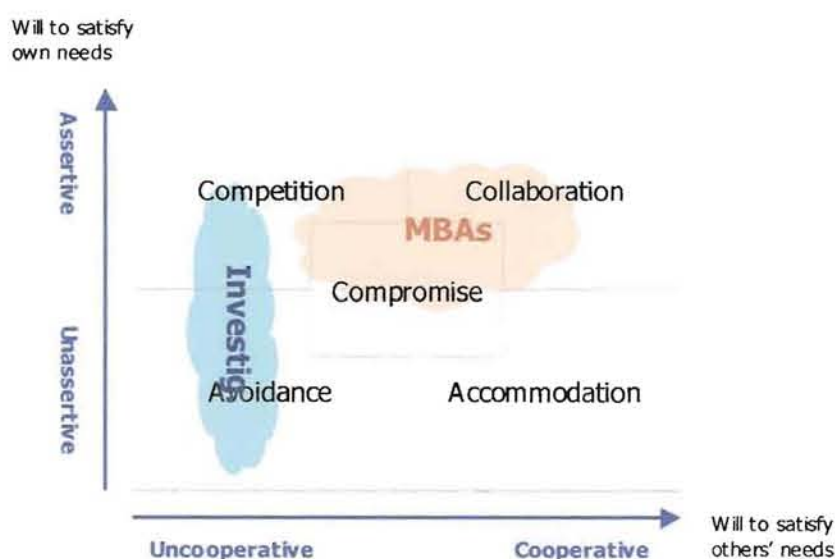 Will to satisfy
own needs
Assertive
Unassertive
Competition
Collaboration
MBAs
Investig.
Compromise
Avoidance
Accommodation
Uncooperative
Cooperative
Will to satisfy
others' needs